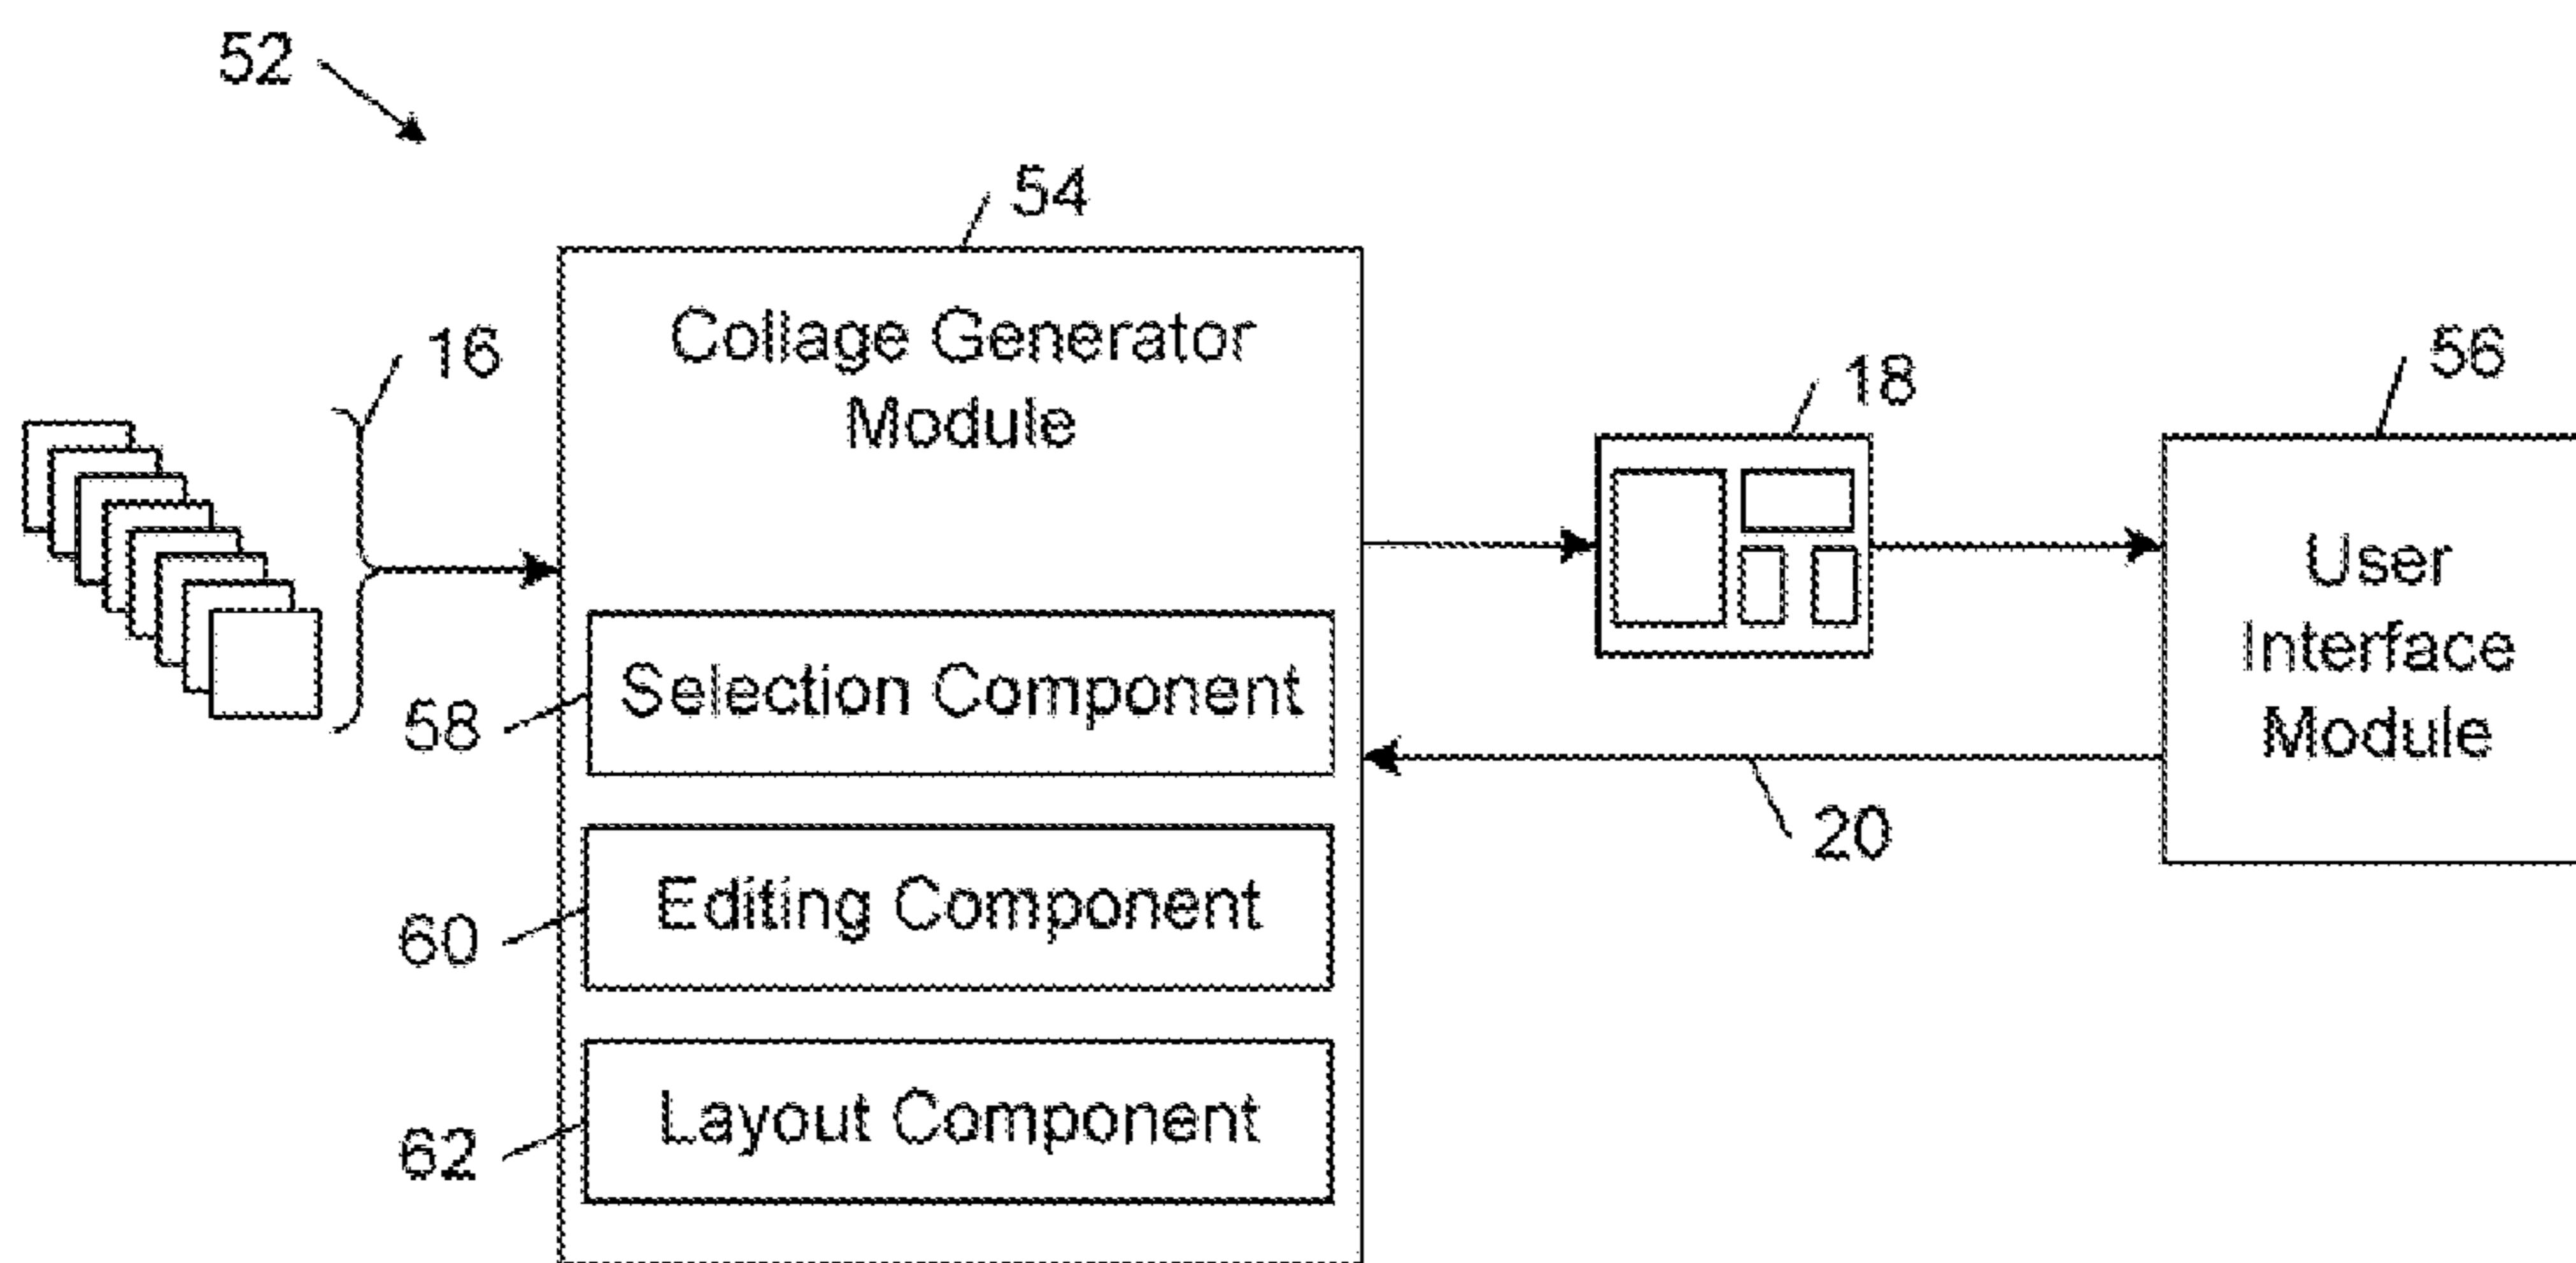 52
54
Collage Generator
Module
16
18
56
User
Interface
Module
Selection Component
58
20
Editing Component
60
Layout Component
62